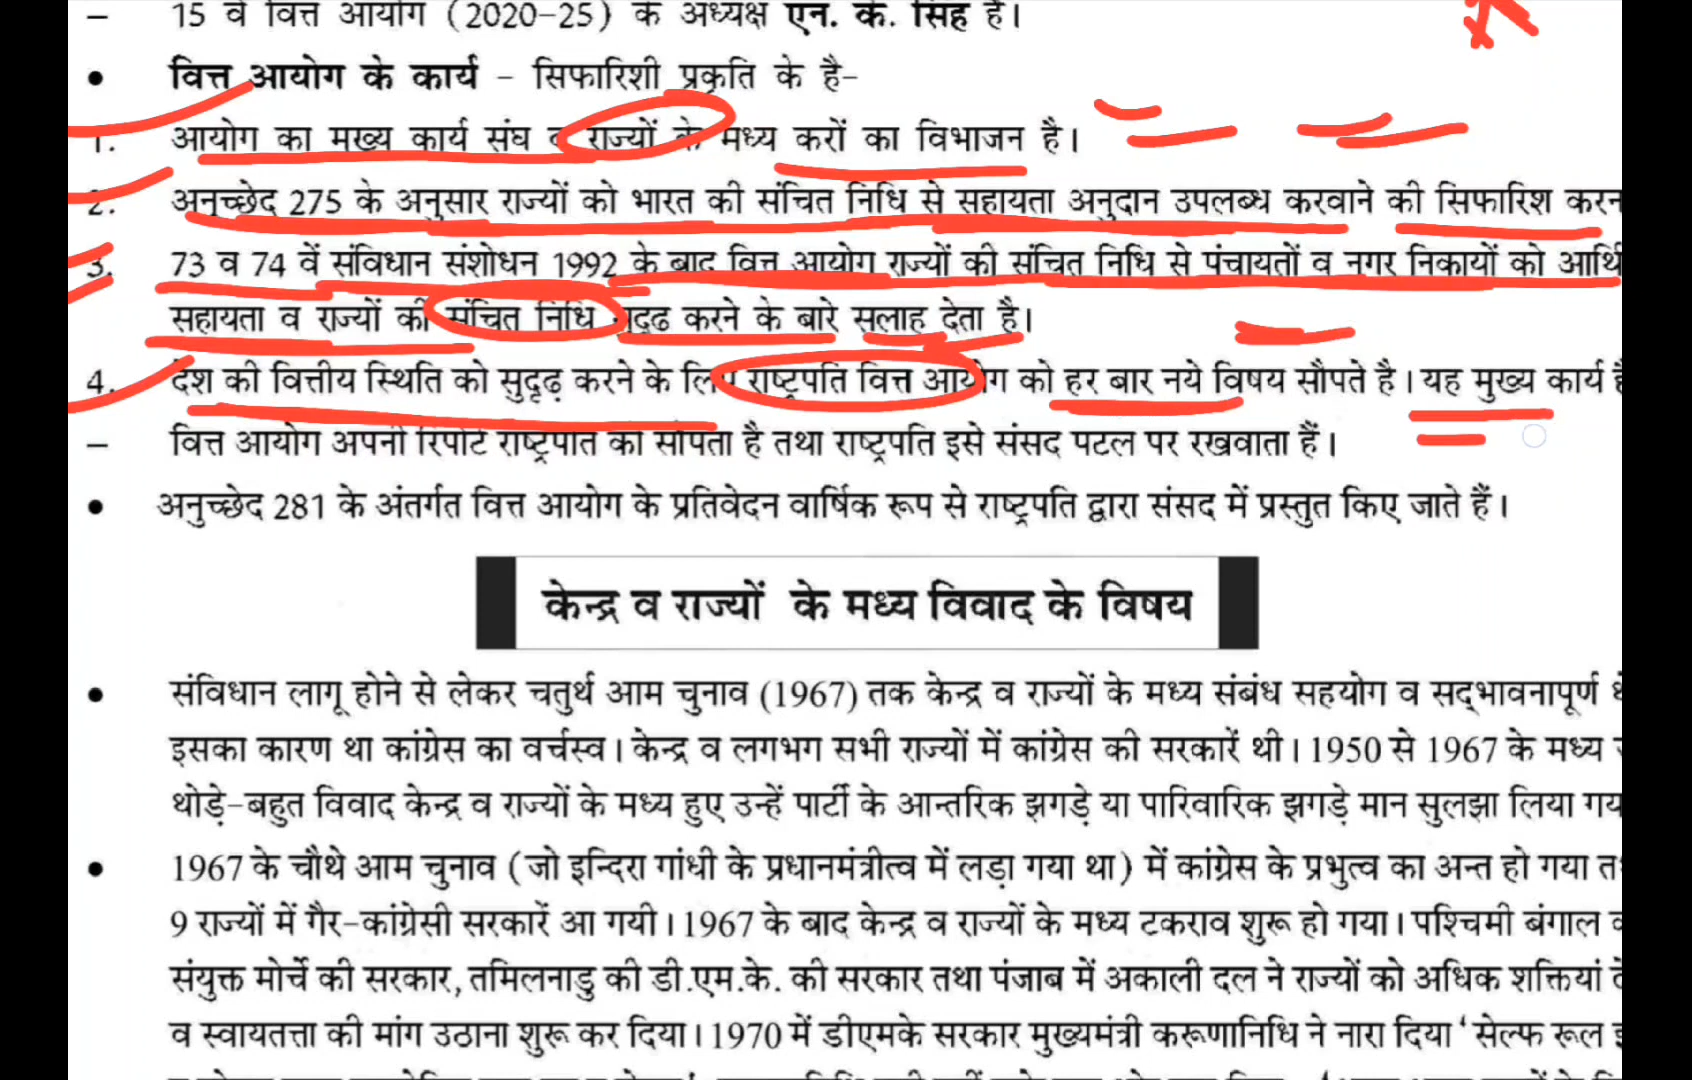 – 15 वें वित्त आयोग (2020-25) के अध्यक्ष एन. के. सिंह है।
• वित्त आयोग के कार्य – सिफारिशी प्रकृति के है-
1. आयोग का मुख्य कार्य संघ व राज्यों के मध्य करों का विभाजन है।
2. अनुच्छेद 275 के अनुसार राज्यों को भारत की संचित निधि से सहायता अनुदान उपलब्ध करवाने की सिफारिश
3. 73 व 74 वें संविधान संशोधन 1992 के बाद वित्त आयोग राज्यों की संचित निधि से पंचायतों व नगर निकायों को
सहायता व राज्यों की संचित निधि सुदृढ करने के बारे सलाह देता है।
4. देश की वित्तीय स्थिति को सुदृढ़ करने के लिए राष्ट्रपति वित्त आयोग को हर बार नये विषय सौपते है। यह मुख्य कार्य
– वित्त आयोग अपनी रिपोर्ट राष्ट्रपति को सौंपता है तथा राष्ट्रपति इसे संसद पटल पर रखवाता हैं।
• अनुच्छेद 281 के अंतर्गत वित्त आयोग के प्रतिवेदन वार्षिक रूप से राष्ट्रपति द्वारा संसद में प्रस्तुत किए जाते हैं।
केन्द्र व राज्यों के मध्य विवाद के विषय
• संविधान लागू होने से लेकर चतुर्थ आम चुनाव (1967) तक केन्द्र व राज्यों के मध्य संबंध सहयोग व सद्भावनापूर्ण
इसका कारण था कांग्रेस का वर्चस्व। केन्द्र व लगभग सभी राज्यों में कांग्रेस की सरकारें थी। 1950 से 1967 के मध्य
थोड़े-बहुत विवाद केन्द्र व राज्यों के मध्य हुए उन्हें पार्टी के आन्तरिक झगड़े या पारिवारिक झगड़े मान सुलझा लिया
• 1967 के चौथे आम चुनाव (जो इन्दिरा गांधी के प्रधानमंत्रीत्व में लड़ा गया था) में कांग्रेस के प्रभुत्व का अन्त हो गया
9 राज्यों में गैर-कांग्रेसी सरकारें आ गयी। 1967 के बाद केन्द्र व राज्यों के मध्य टकराव शुरू हो गया। पश्चिमी बंगाल
संयुक्त मोर्चे की सरकार, तमिलनाडु की डी.एम.के. की सरकार तथा पंजाब में अकाली दल ने राज्यों को अधिक शक्तियां
व स्वायतत्ता की मांग उठाना शुरू कर दिया। 1970 में डीएमके सरकार मुख्यमंत्री करूणानिधि ने नारा दिया 'सेल्फ रूल